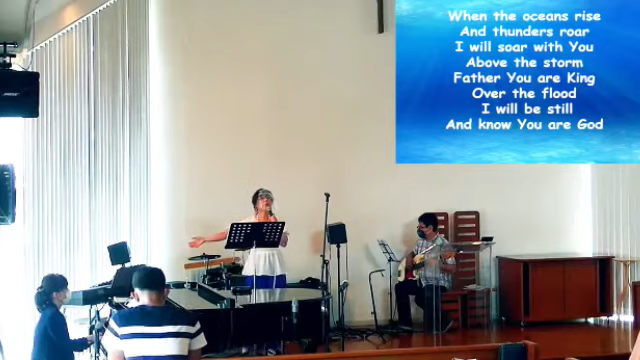 When the oceans rise
And thunders roar
I will soar with You
Above the storm
Father You are King
Over the flood
I will be still
And know You are God